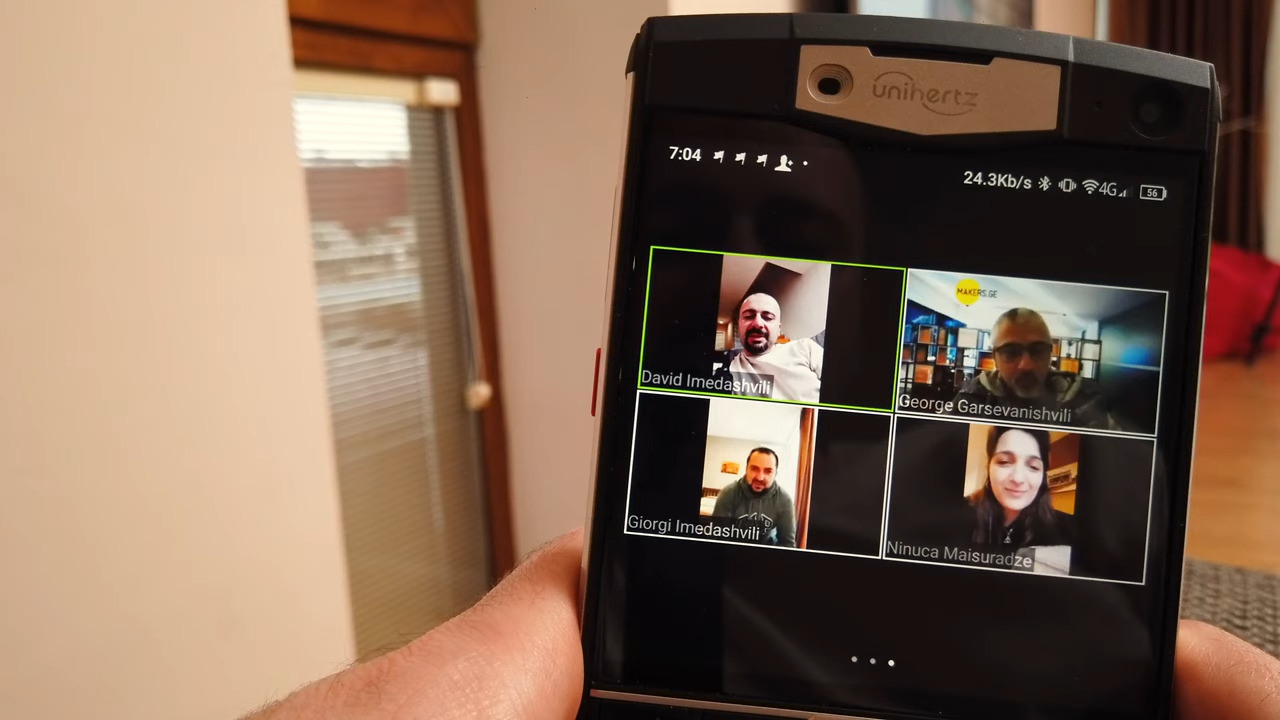 unihertz
7:04
24.3Kb/s 4G 56
David Imedashvili
MAKERS.GE
George Garsevanishvili
Giorgi Imedashvili
Ninuca Maisuradze